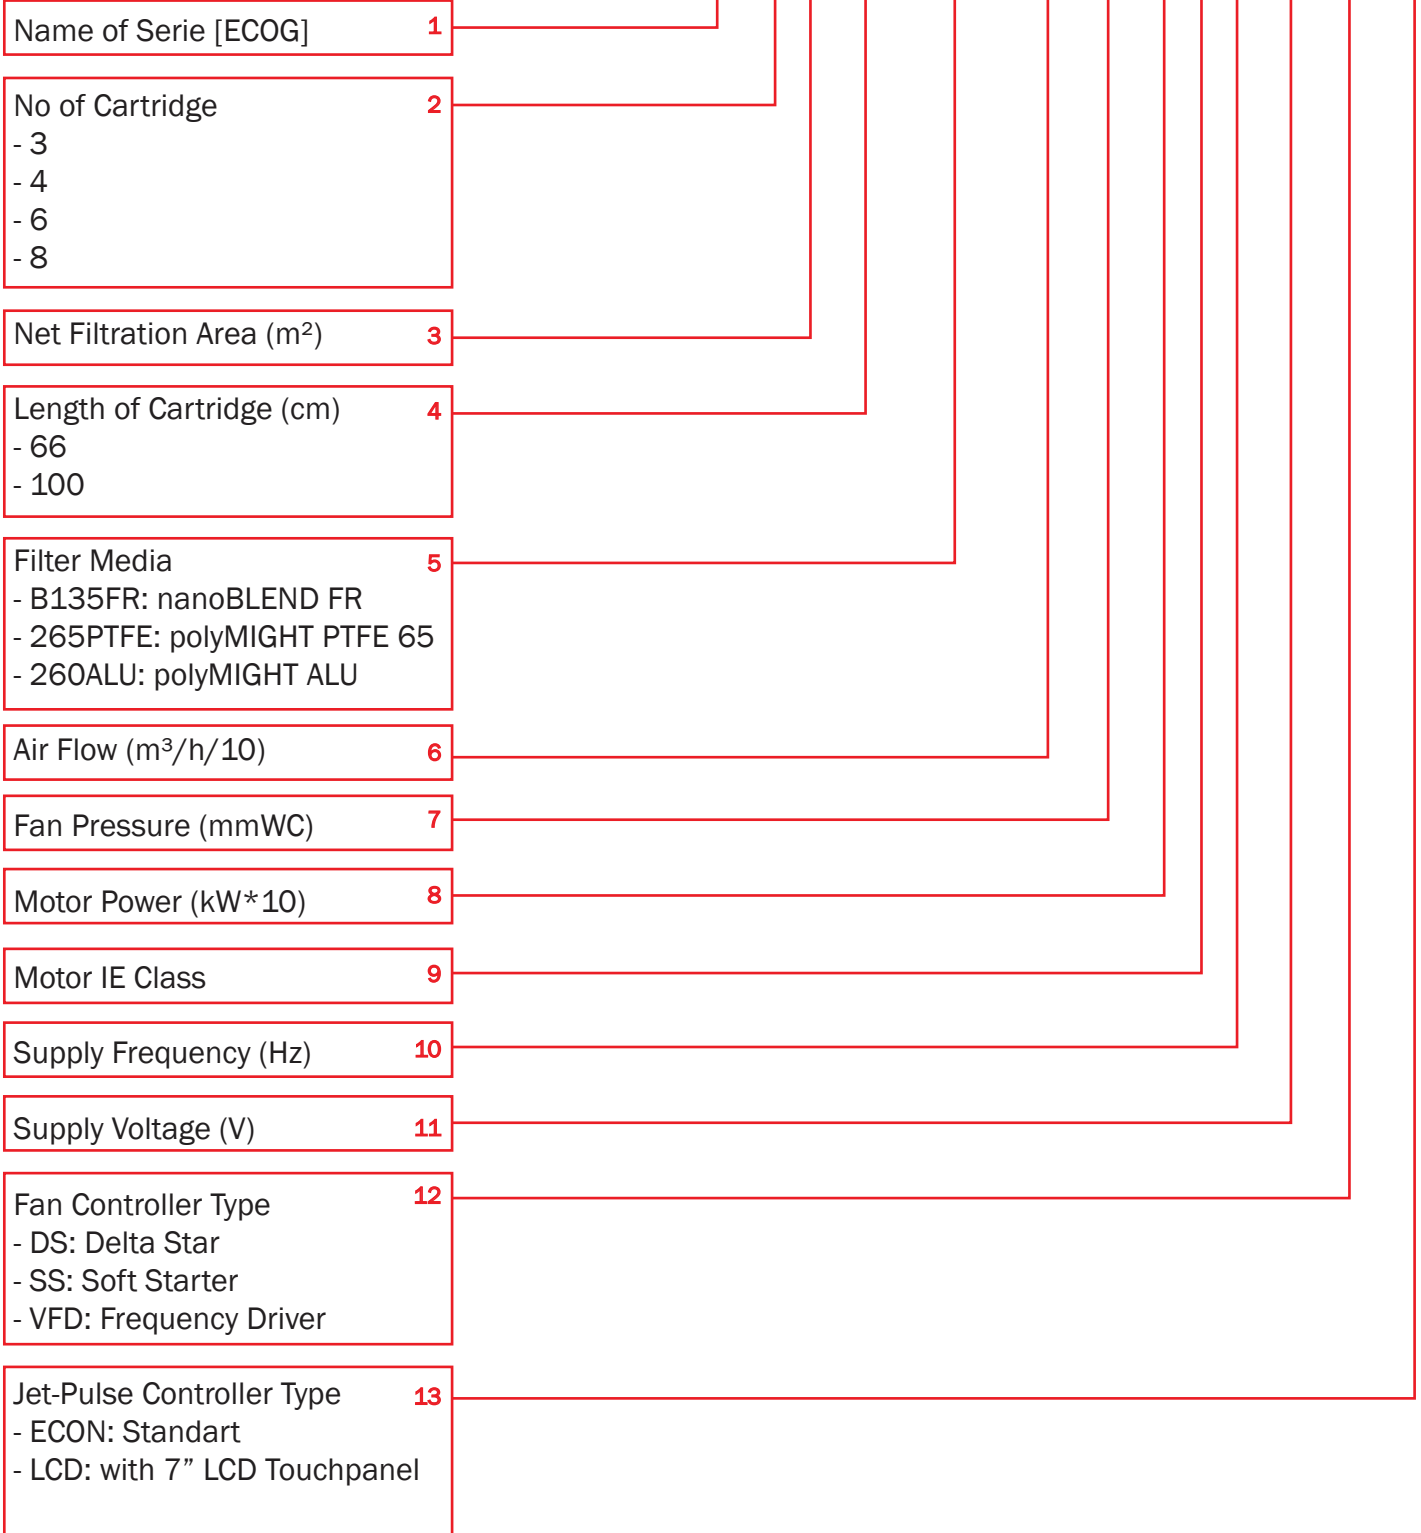 Name of Serie [ECOG] 1
No of Cartridge 2
- 3
- 4
- 6
- 8
Net Filtration Area (m²) 3
Length of Cartridge (cm) 4
- 66
- 100
Filter Media 5
- B135FR: nanoBLEND FR
- 265PTFE: polyMIGHT PTFE 65
- 260ALU: polyMIGHT ALU
Air Flow (m³/h/10) 6
Fan Pressure (mmWC) 7
Motor Power (kW*10) 8
Motor IE Class 9
Supply Frequency (Hz) 10
Supply Voltage (V) 11
Fan Controller Type 12
- DS: Delta Star
- SS: Soft Starter
- VFD: Frequency Driver
Jet-Pulse Controller Type 13
- ECON: Standart
- LCD: with 7” LCD Touchpanel